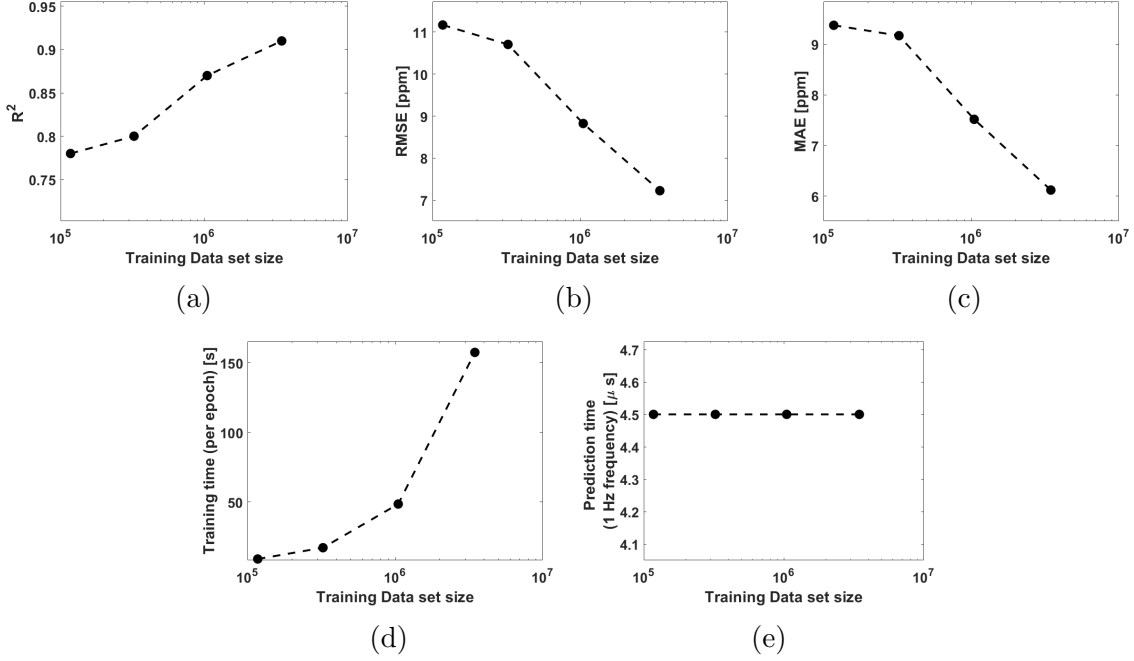 0.95
0.9
0.85
0.8
0.75
R²
10⁵ 10⁶ 10⁷
Training Data set size
(a)
11
10
9
8
7
RMSE [ppm]
10⁵ 10⁶ 10⁷
Training Data set size
(b)
9
8
7
6
MAE [ppm]
10⁵ 10⁶ 10⁷
Training Data set size
(c)
150
100
50
Training time (per epoch) [s]
10⁵ 10⁶ 10⁷
Training Data set size
(d)
4.7
4.6
4.5
4.4
4.3
4.2
4.1
Prediction time
(1 Hz frequency) [μ s]
10⁵ 10⁶ 10⁷
Training Data set size
(e)